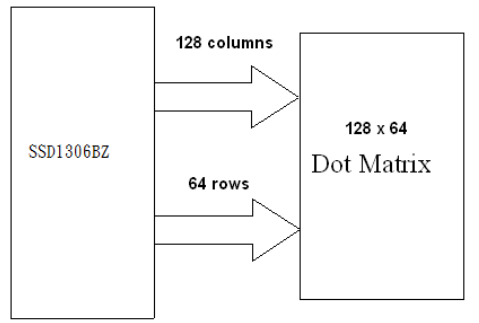 128 columns
SSD1306BZ
128 x 64
Dot Matrix
64 rows